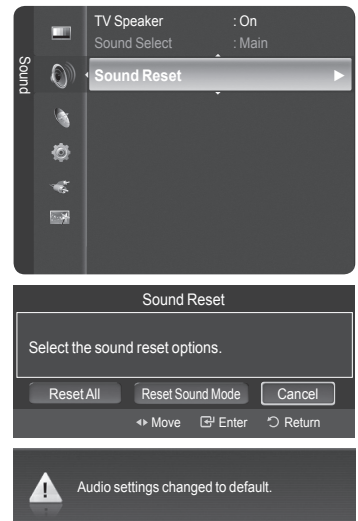 Sound
TV Speaker : On
Sound Select : Main
Sound Reset
Sound Reset
Select the sound reset options.
Reset All Reset Sound Mode Cancel
Move Enter Return
Audio settings changed to default.